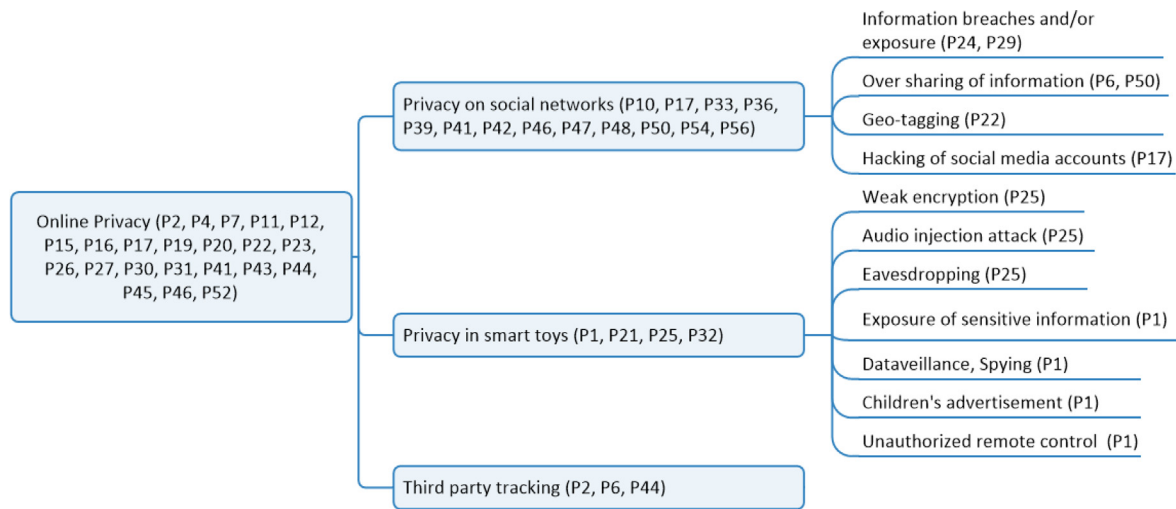 Online Privacy (P2, P4, P7, P11, P12,
P15, P16, P17, P19, P20, P22, P23,
P26, P27, P30, P31, P41, P43, P44,
P45, P46, P52)
Privacy on social networks (P10, P17, P33, P36,
P39, P41, P42, P46, P47, P48, P50, P54, P56)
Information breaches and/or
exposure (P24, P29)
Over sharing of information (P6, P50)
Geo-tagging (P22)
Hacking of social media accounts (P17)
Privacy in smart toys (P1, P21, P25, P32)
Weak encryption (P25)
Audio injection attack (P25)
Eavesdropping (P25)
Exposure of sensitive information (P1)
Dataveillance, Spying (P1)
Children's advertisement (P1)
Unauthorized remote control (P1)
Third party tracking (P2, P6, P44)